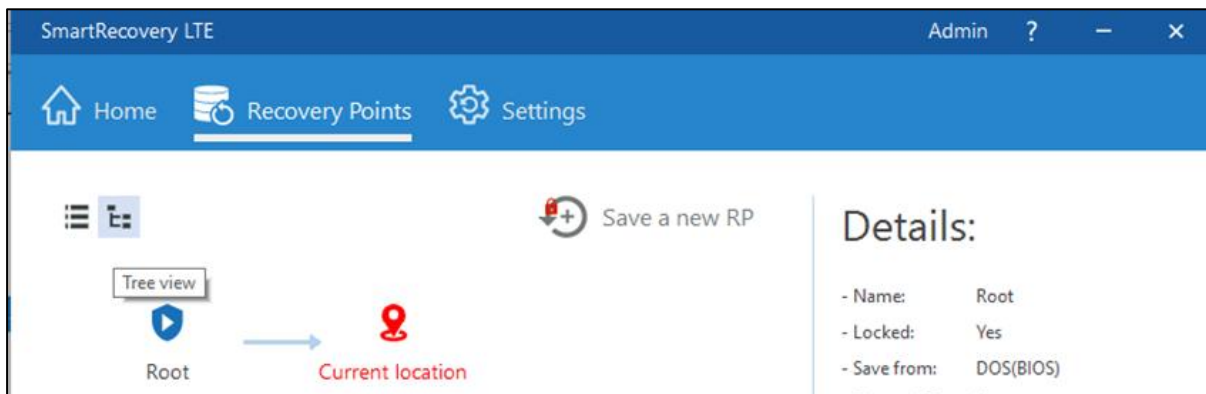 SmartRecovery LTE
Admin ?
Home
Recovery Points
Settings
Save a new RP
Tree view
Root
Current location
Details:
- Name: Root
- Locked: Yes
- Save from: DOS(BIOS)